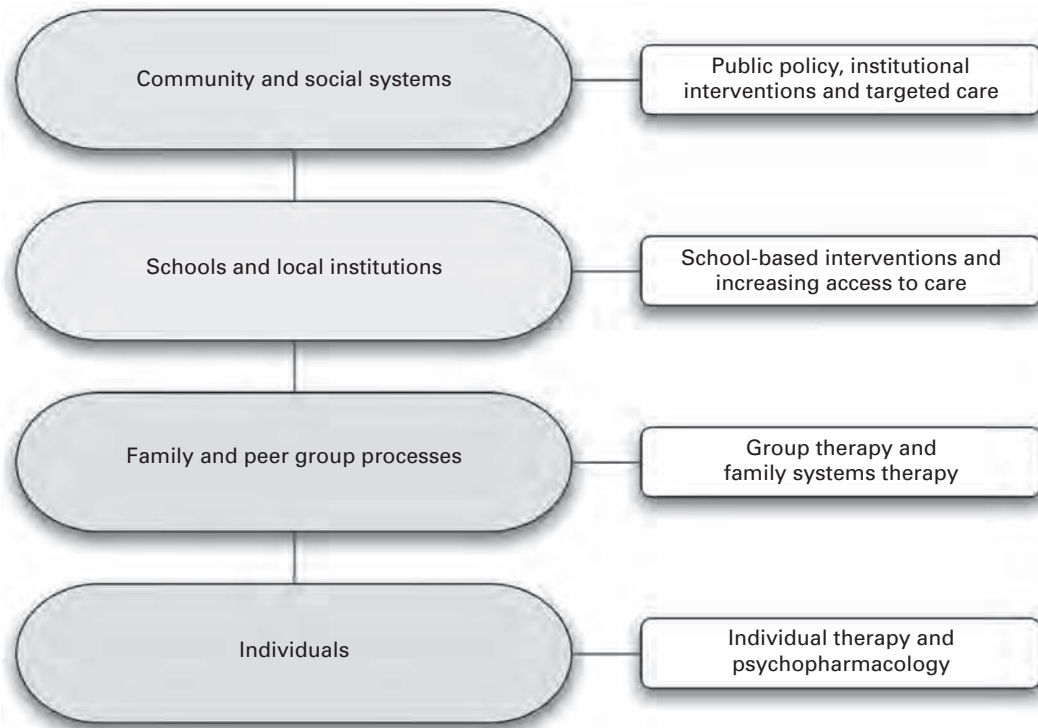 Community and social systems
Public policy, institutional
interventions and targeted care
Schools and local institutions
School-based interventions and
increasing access to care
Family and peer group processes
Group therapy and
family systems therapy
Individuals
Individual therapy and
psychopharmacology